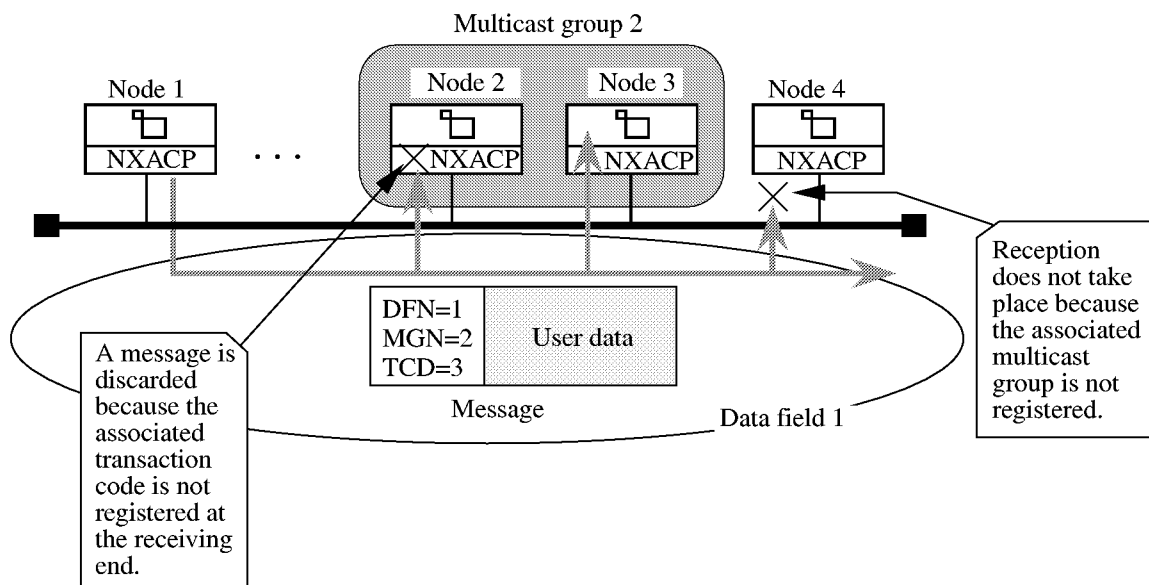 Multicast group 2
Node 1
Node 2
Node 3
Node 4
NXACP
. . .
NXACP
NXACP
NXACP
Reception
does not take
place because
the associated
multicast
group is not
registered.
DFN=1
MGN=2
TCD=3
User data
Message
Data field 1
A message is
discarded
because the
associated
transaction
code is not
registered at
the receiving
end.